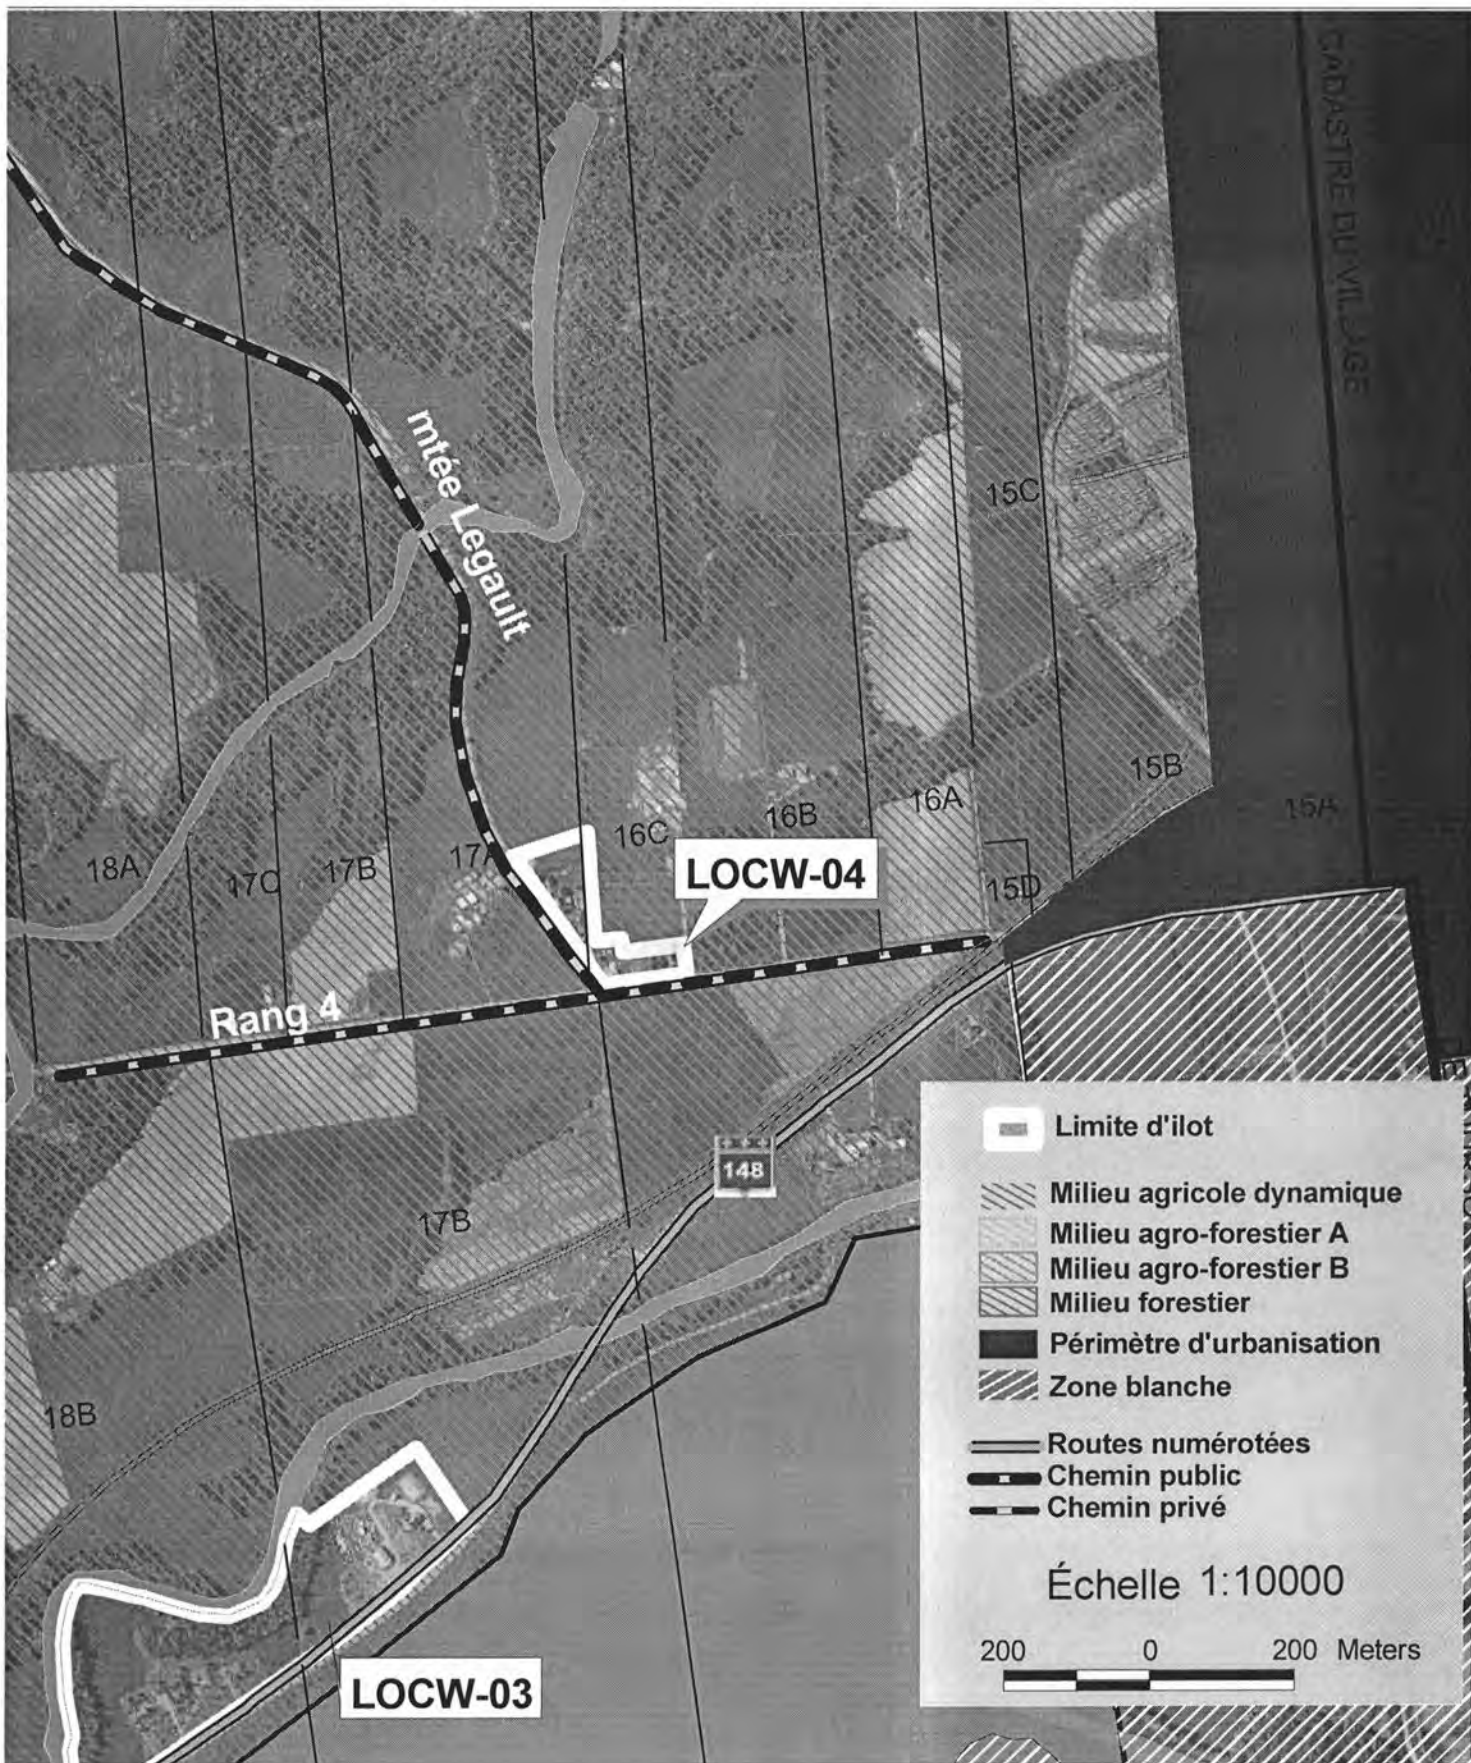 CADASTRE DU VILLAGE
mtée Legault
15C
15B
15A
16A
16B
16C
17A
17B
17C
18A
15D
LOCW-04
Rang 4
148
17B
18B
LOCW-03
Limite d'ilot
Milieu agricole dynamique
Milieu agro-forestier A
Milieu agro-forestier B
Milieu forestier
Périmètre d'urbanisation
Zone blanche
Routes numérotées
Chemin public
Chemin privé
Échelle 1:10000
200 0 200 Meters